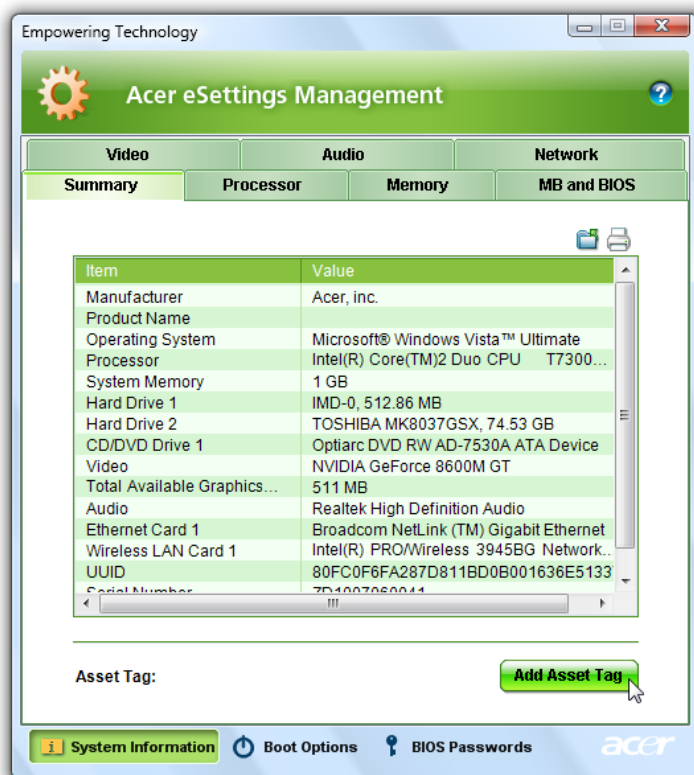 Empowering Technology
Acer eSettings Management
Video Audio Network
Summary Processor Memory MB and BIOS
Item Value
Manufacturer Acer, inc.
Product Name
Operating System Microsoft® Windows Vista™ Ultimate
Processor Intel(R) Core(TM)2 Duo CPU T7300...
System Memory 1 GB
Hard Drive 1 IMD-0, 512.86 MB
Hard Drive 2 TOSHIBA MK8037GSX, 74.53 GB
CD/DVD Drive 1 Optiarc DVD RW AD-7530A ATA Device
Video NVIDIA GeForce 8600M GT
Total Available Graphics... 511 MB
Audio Realtek High Definition Audio
Ethernet Card 1 Broadcom NetLink (TM) Gigabit Ethernet
Wireless LAN Card 1 Intel(R) PRO/Wireless 3945BG Network..
UUID 80FC0F6FA287D811BD0B001636E5133
Serial Number
Asset Tag: Add Asset Tag
System Information Boot Options BIOS Passwords acer